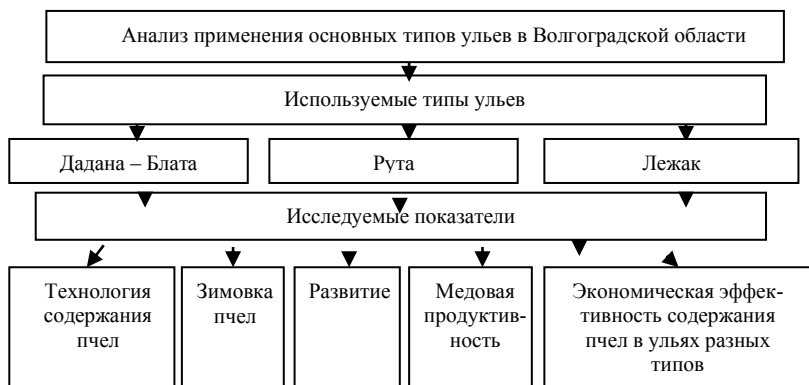 Анализ применения основных типов ульев в Волгоградской области
Используемые типы ульев
Дадана – Блата
Рута
Лежак
Исследуемые показатели
Технология
содержания
пчел
Зимовка
пчел
Развитие
Медовая
продуктив-
ность
Экономическая эффек-
тивность содержания
пчел в ульях разных
типов